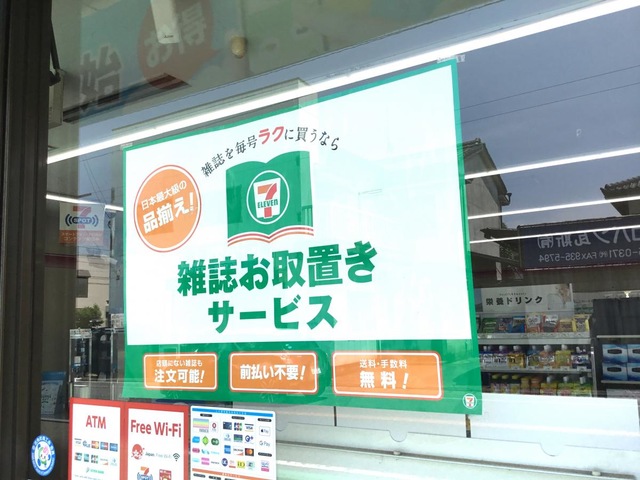 お得
始
雑誌を毎号ラクに買うなら
日本最大級の
品揃え!
7
ELEVEN
雑誌お取置き
サービス
店頭にない雑誌も
注文可能!
前払い不要!
送料・手数料
無料!
栄養ドリンク
ATM
Free Wi-Fi